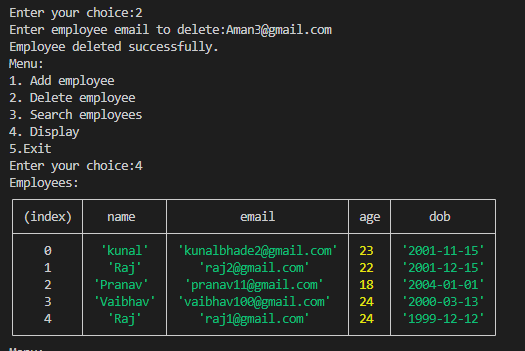 Enter your choice:2
Enter employee email to delete:Aman3@gmail.com
Employee deleted successfully.
Menu:
1. Add employee
2. Delete employee
3. Search employees
4. Display
5.Exit
Enter your choice:4
Employees:
(index) name email age dob
0 'kunal' 'kunalbhade2@gmail.com' 23 '2001-11-15'
1 'Raj' 'raj2@gmail.com' 22 '2001-12-15'
2 'Pranav' 'pranav11@gmail.com' 18 '2004-01-01'
3 'Vaibhav' 'vaibhav100@gmail.com' 24 '2000-03-13'
4 'Raj' 'raj1@gmail.com' 24 '1999-12-12'